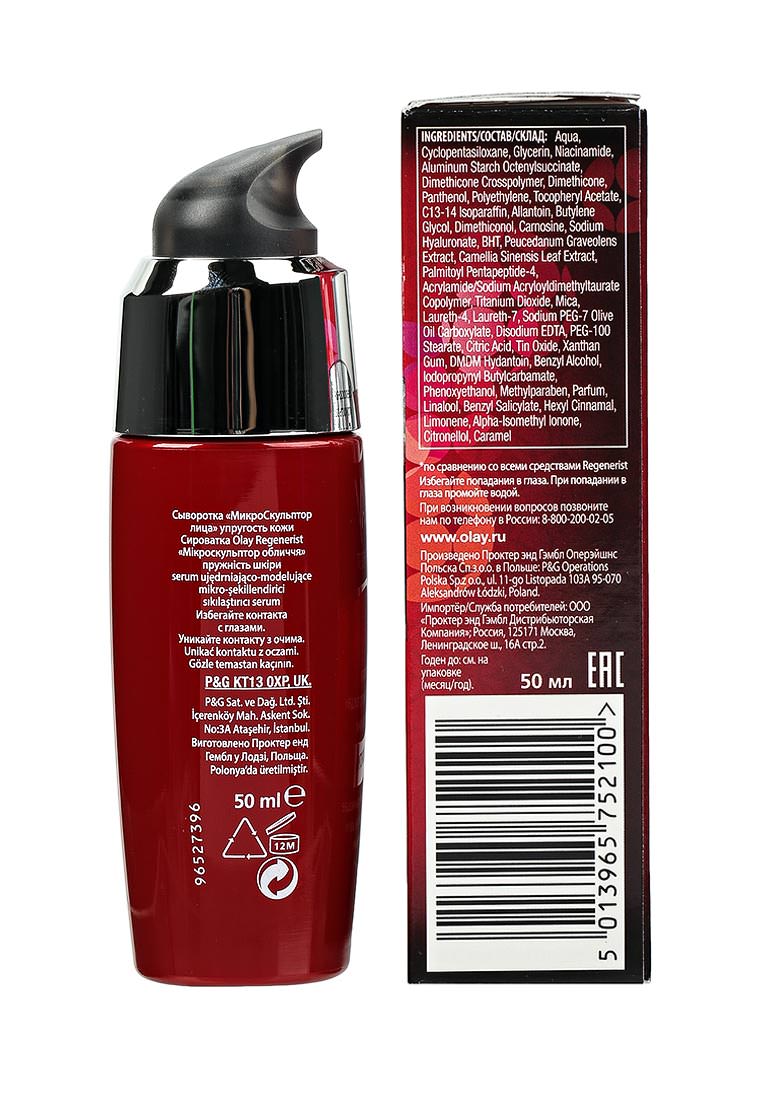 Сыворотка «МикроСкульптор
лица» упругость кожи
Сироватка Olay Regenerist
«Мікроскульптор обличчя»
пружність шкіри
serum ujędrniająco-modelujące
mikro-şekillendirici
sıkılaştırıcı serum
Избегайте контакта
с глазами.
Уникайте контакту з очима.
Unikać kontaktu z oczami.
Gözle temastan kaçının.
P&G KT13 0XP, UK.
P&G Sat. ve Dağ. Ltd. Şti.
İçerenköy Mah. Askent Sok.
No:3A Ataşehir, İstanbul.
Виготовлено Проктер енд
Гембл у Лодзі, Польща.
Polonya'da üretilmiştir.
50 ml e
96527396
12M
INGREDIENTS/СОСТАВ/СКЛАД: Aqua,
Cyclopentasiloxane, Glycerin, Niacinamide,
Aluminum Starch Octenylsuccinate,
Dimethicone Crosspolymer, Dimethicone,
Panthenol, Polyethylene, Tocopheryl Acetate,
C13-14 Isoparaffin, Allantoin, Butylene
Glycol, Dimethiconol, Carnosine, Sodium
Hyaluronate, BHT, Peucedanum Graveolens
Extract, Camellia Sinensis Leaf Extract,
Palmitoyl Pentapeptide-4,
Acrylamide/Sodium Acryloyldimethyltaurate
Copolymer, Titanium Dioxide, Mica,
Laureth-4, Laureth-7, Sodium PEG-7 Olive
Oil Carboxylate, Disodium EDTA, PEG-100
Stearate, Citric Acid, Tin Oxide, Xanthan
Gum, DMDM Hydantoin, Benzyl Alcohol,
Iodopropynyl Butylcarbamate,
Phenoxyethanol, Methylparaben, Parfum,
Linalool, Benzyl Salicylate, Hexyl Cinnamal,
Limonene, Alpha-Isomethyl Ionone,
Citronellol, Caramel
*по сравнению со всеми средствами Regenerist
Избегайте попадания в глаза. При попадании в
глаза промойте водой.
При возникновении вопросов позвоните
нам по телефону в России: 8-800-200-02-05
www.olay.ru
Произведено Проктер энд Гэмбл Оперэйшнс
Польска Сп.з.о.о. в Польше: P&G Operations
Polska Sp.z o.o., ul. 11-go Listopada 103A 95-070
Aleksandrów Łódzki, Poland.
Импортёр/Служба потребителей: ООО
«Проктер энд Гэмбл Дистрибьюторская
Компания»; Россия, 125171 Москва,
Ленинградское ш., 16А стр.2.
Годен до: см. на
упаковке
(месяц/год).
50 мл
EAC
5 013965 752100 >